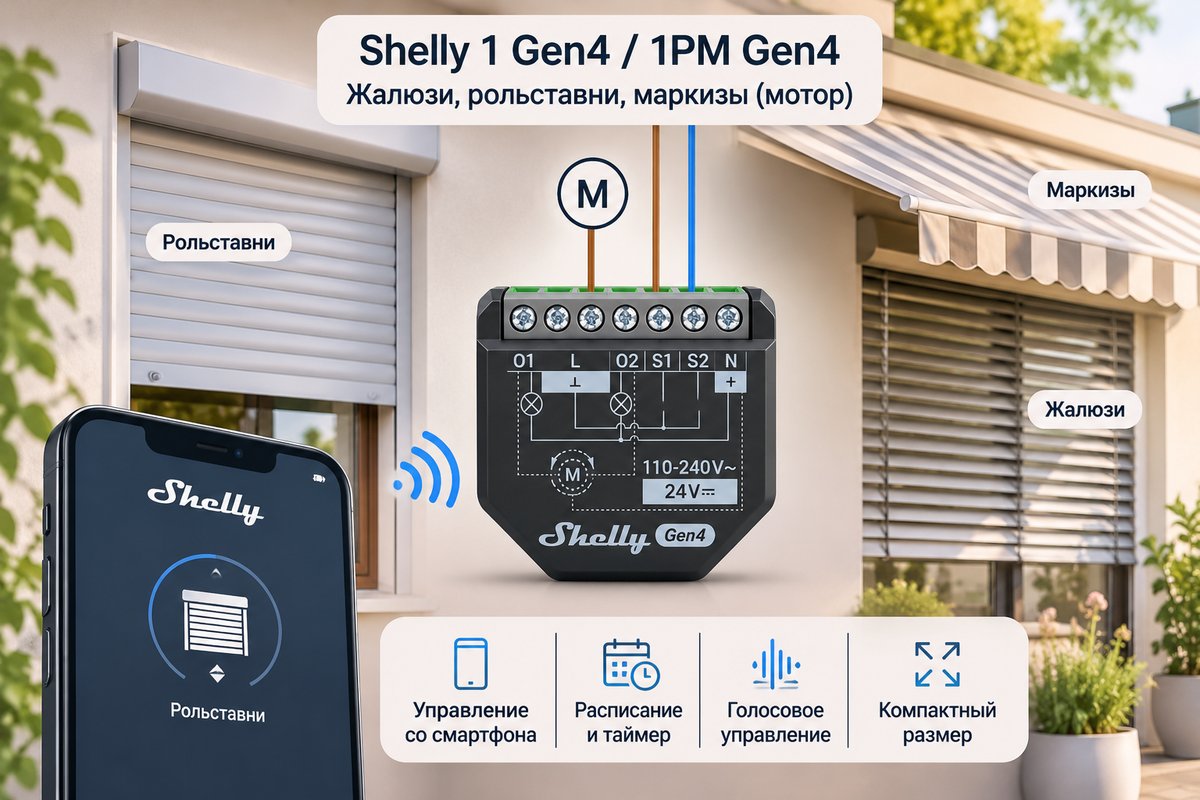 Shelly 1 Gen4 / 1PM Gen4
Жалюзи, рольставни, маркизы (мотор)
M
Рольставни
Маркизы
Жалюзи
O1 L O2 S1 S2 N
⊥ +
M
110-240V~
24V⎓
Shelly Gen4
Shelly
Рольставни
Управление
со смартфона
Расписание
и таймер
Голосовое
управление
Компактный
размер